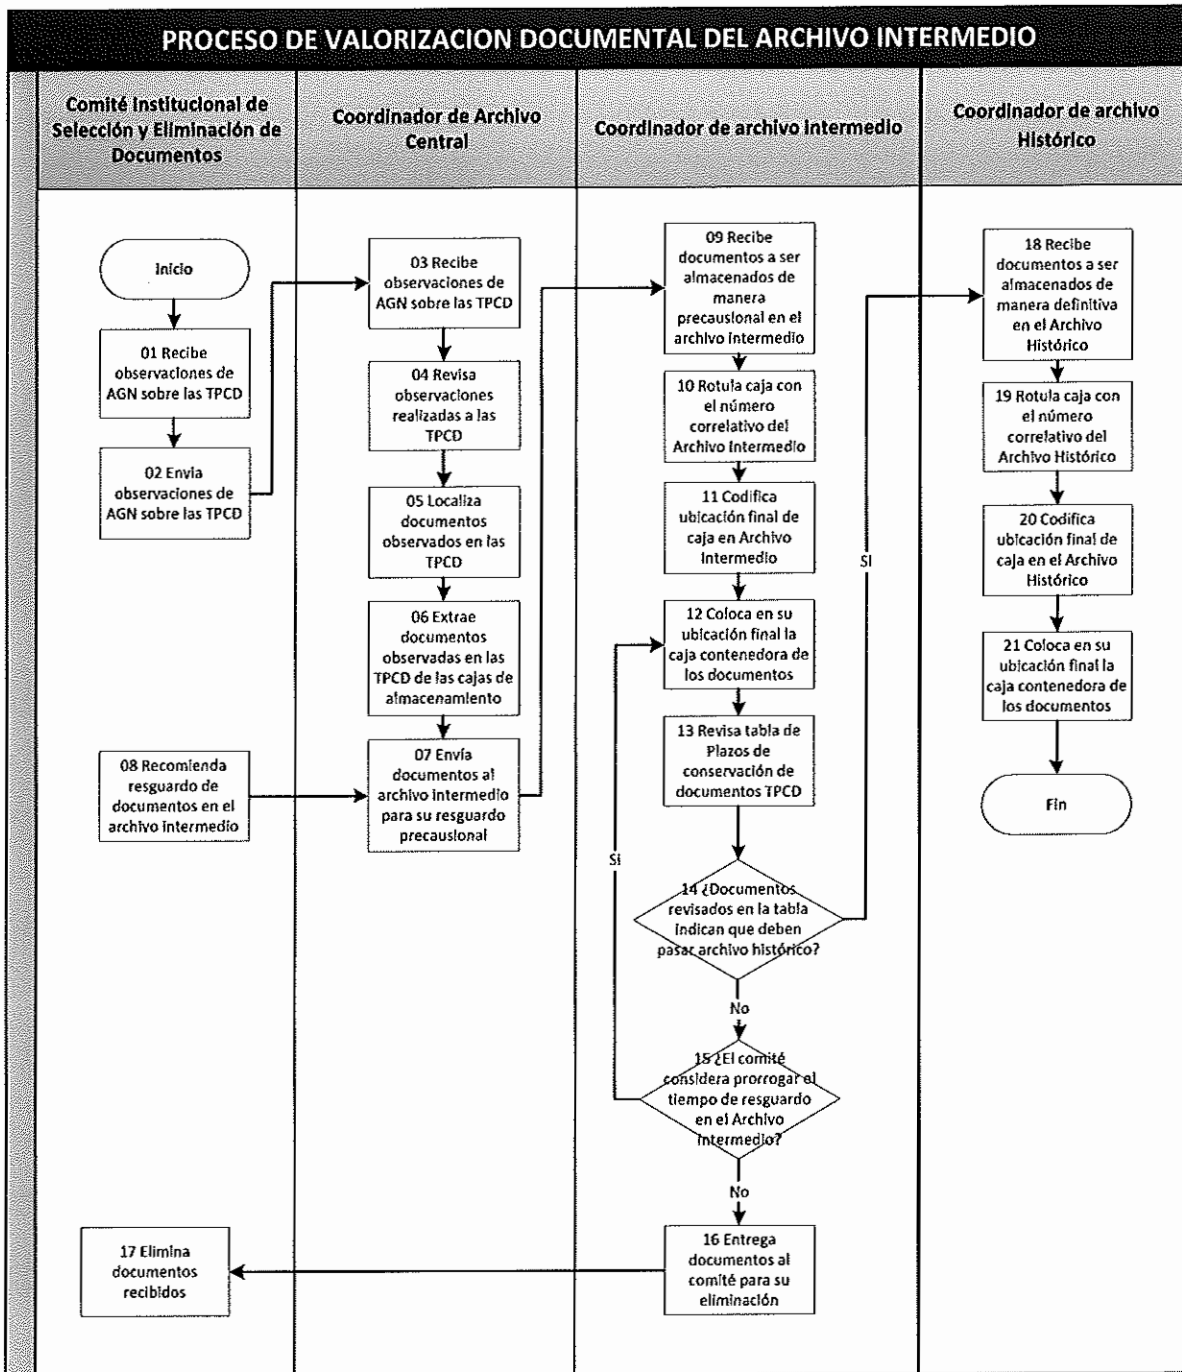 PROCESO DE VALORIZACION DOCUMENTAL DEL ARCHIVO INTERMEDIO
Comité Institucional de
Selección y Eliminación de
Documentos
Coordinador de Archivo
Central
Coordinador de archivo intermedio
Coordinador de archivo
Histórico
Inicio
01 Recibe
observaciones de
AGN sobre las TPCD
02 Envia
observaciones de
AGN sobre las TPCD
03 Recibe
observaciones de
AGN sobre las TPCD
04 Revisa
observaciones
realizadas a las
TPCD
05 Localiza
documentos
observados en las
TPCD
06 Extrae
documentos
observadas en las
TPCD de las cajas de
almacenamiento
08 Recomienda
resguardo de
documentos en el
archivo intermedio
07 Envía
documentos al
archivo intermedio
para su resguardo
precausional
09 Recibe
documentos a ser
almacenados de
manera
precausional en el
archivo intermedio
10 Rotula caja con
el número
correlativo del
Archivo Intermedio
11 Codifica
ubicación final de
caja en Archivo
Intermedio
12 Coloca en su
ubicación final la
caja contenedora de
los documentos
13 Revisa tabla de
Plazos de
conservación de
documentos TPCD
14 ¿Documentos
revisados en la tabla
indican que deben
pasar archivo histórico?
Si
No
15 ¿El comité
considera prorrogar el
tiempo de resguardo
en el Archivo
intermedio?
Si
No
16 Entrega
documentos al
comité para su
eliminación
17 Elimina
documentos
recibidos
18 Recibe
documentos a ser
almacenados de
manera definitiva
en el Archivo
Histórico
19 Rotula caja con
el número
correlativo del
Archivo Histórico
20 Codifica
ubicación final de
caja en el Archivo
Histórico
21 Coloca en su
ubicación final la
caja contenedora de
los documentos
Fin